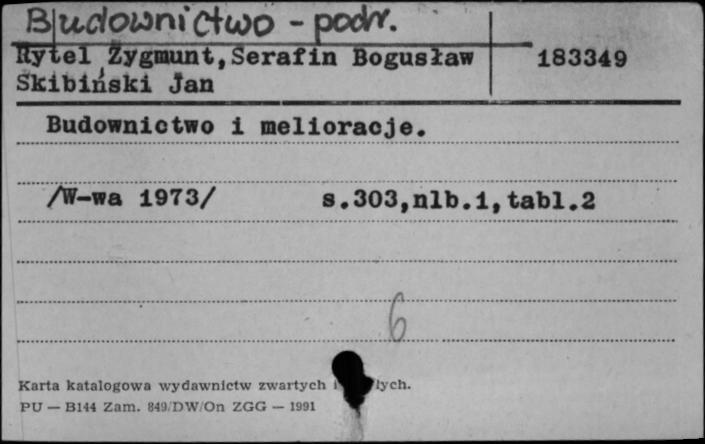 Budownictwo - podr.
Rytel Zygmunt, Serafin Bogusław 183349
Skibiński Jan
Budownictwo i melioracje.
/W-wa 1973/ s.303,nlb.1,tabl.2
6
Karta katalogowa wydawnictw zwartych
PU — B144 Zam. 849/DW/On ZGG — 1991